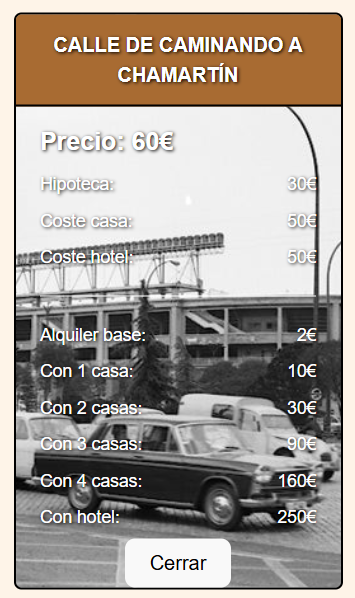 CALLE DE CAMINANDO A
CHAMARTÍN
Precio: 60€
Hipoteca: 30€
Coste casa: 50€
Coste hotel: 50€
Alquiler base: 2€
Con 1 casa: 10€
Con 2 casas: 30€
Con 3 casas: 90€
Con 4 casas: 160€
Con hotel: 250€
Cerrar